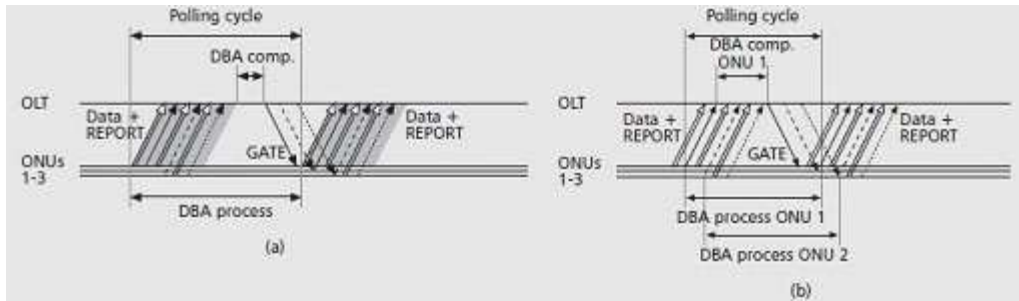 Polling cycle
DBA comp.
OLT
Data +
REPORT
Data +
REPORT
GATE
ONUs
1-3
DBA process
(a)
Polling cycle
DBA comp.
ONU 1
OLT
Data +
REPORT
Data +
REPORT
GATE
ONUs
1-3
DBA process ONU 1
DBA process ONU 2
(b)